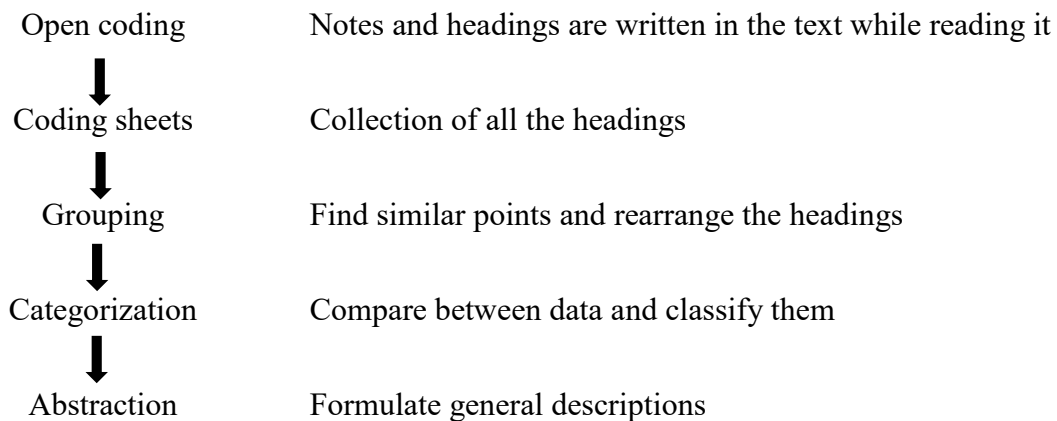 Open coding Notes and headings are written in the text while reading it
Coding sheets Collection of all the headings
Grouping Find similar points and rearrange the headings
Categorization Compare between data and classify them
Abstraction Formulate general descriptions